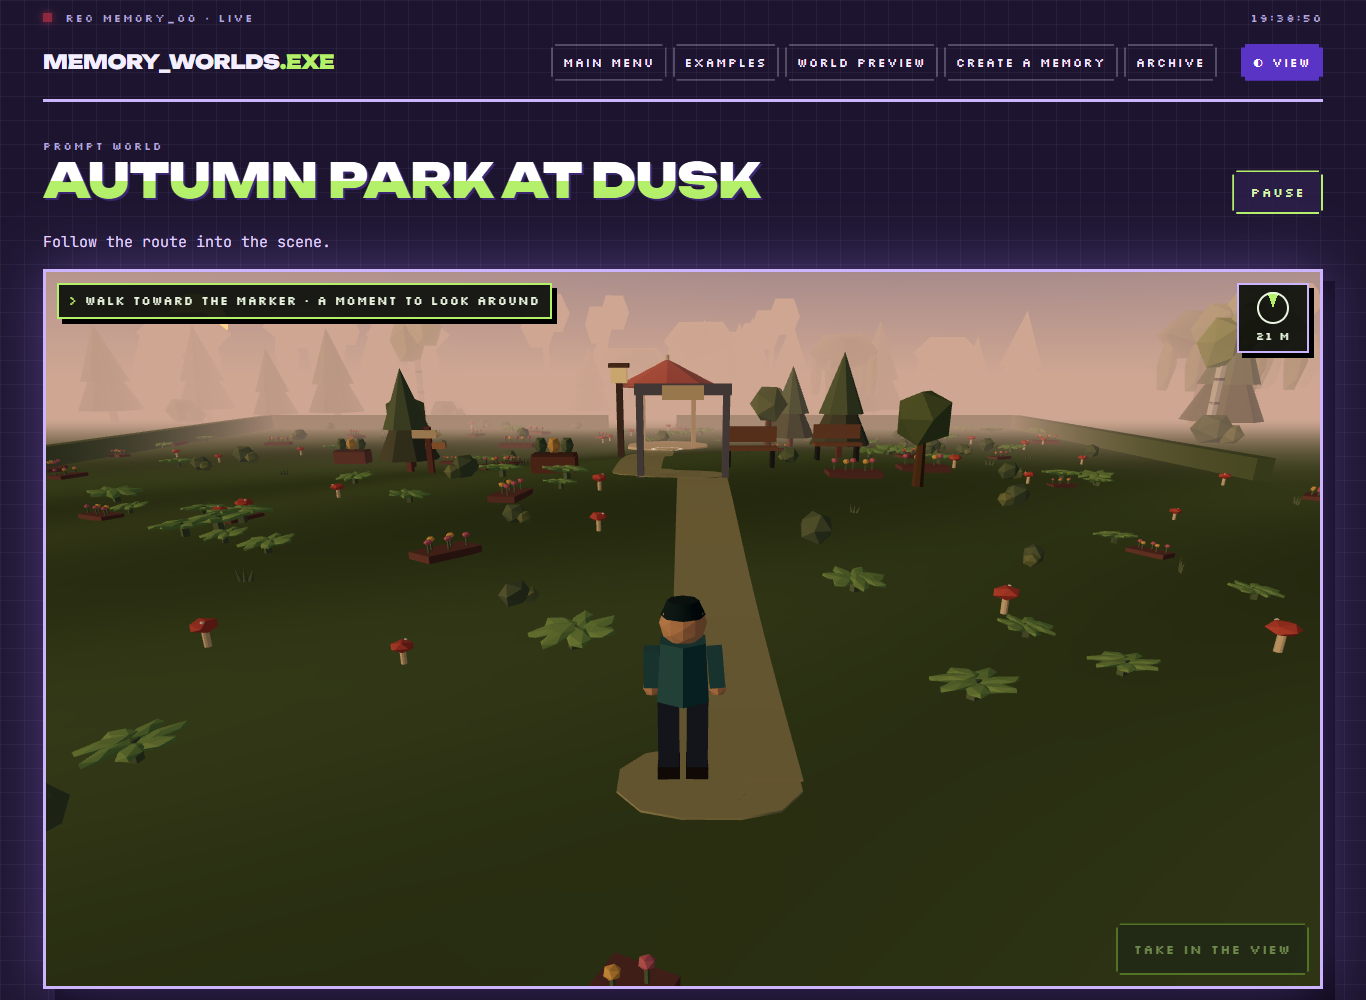 REC MEMORY_00 · LIVE
19:38:50
MEMORY_WORLDS.EXE
MAIN MENU
EXAMPLES
WORLD PREVIEW
CREATE A MEMORY
ARCHIVE
◐ VIEW
PROMPT WORLD
AUTUMN PARK AT DUSK
PAUSE
Follow the route into the scene.
> WALK TOWARD THE MARKER · A MOMENT TO LOOK AROUND
21 M
TAKE IN THE VIEW